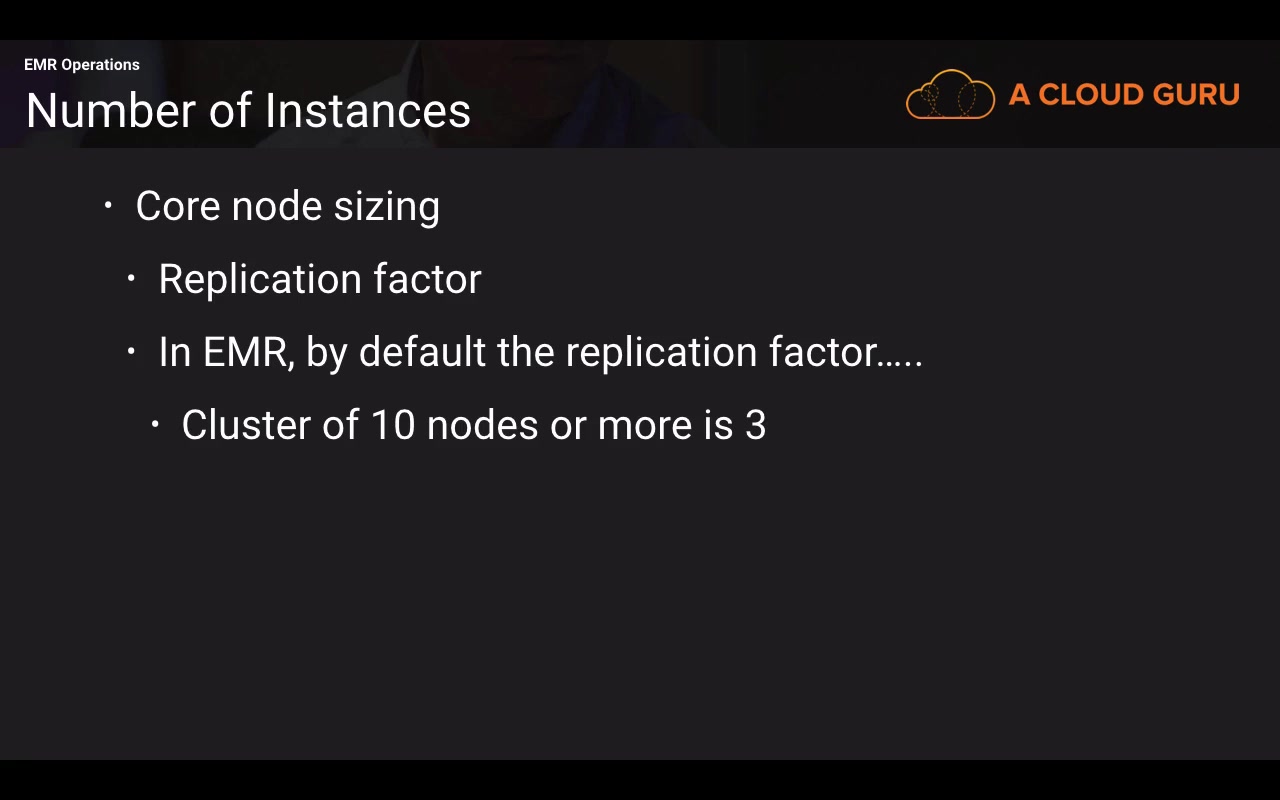 EMR Operations
Number of Instances
A CLOUD GURU
• Core node sizing
• Replication factor
• In EMR, by default the replication factor.....
• Cluster of 10 nodes or more is 3